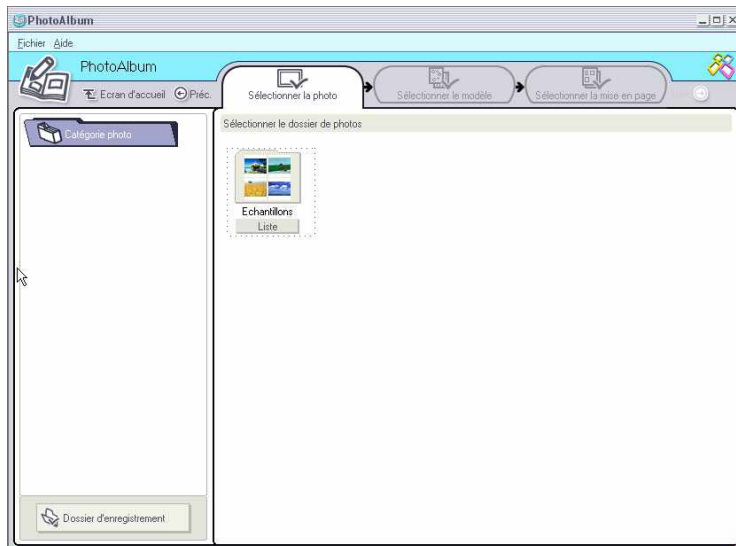 PhotoAlbum
Fichier Aide
PhotoAlbum
Ecran d'accueil Préc.
Sélectionner la photo
Sélectionner le modèle
Sélectionner la mise en page
Catégorie photo
Sélectionner le dossier de photos
Echantillons
Liste
Dossier d'enregistrement